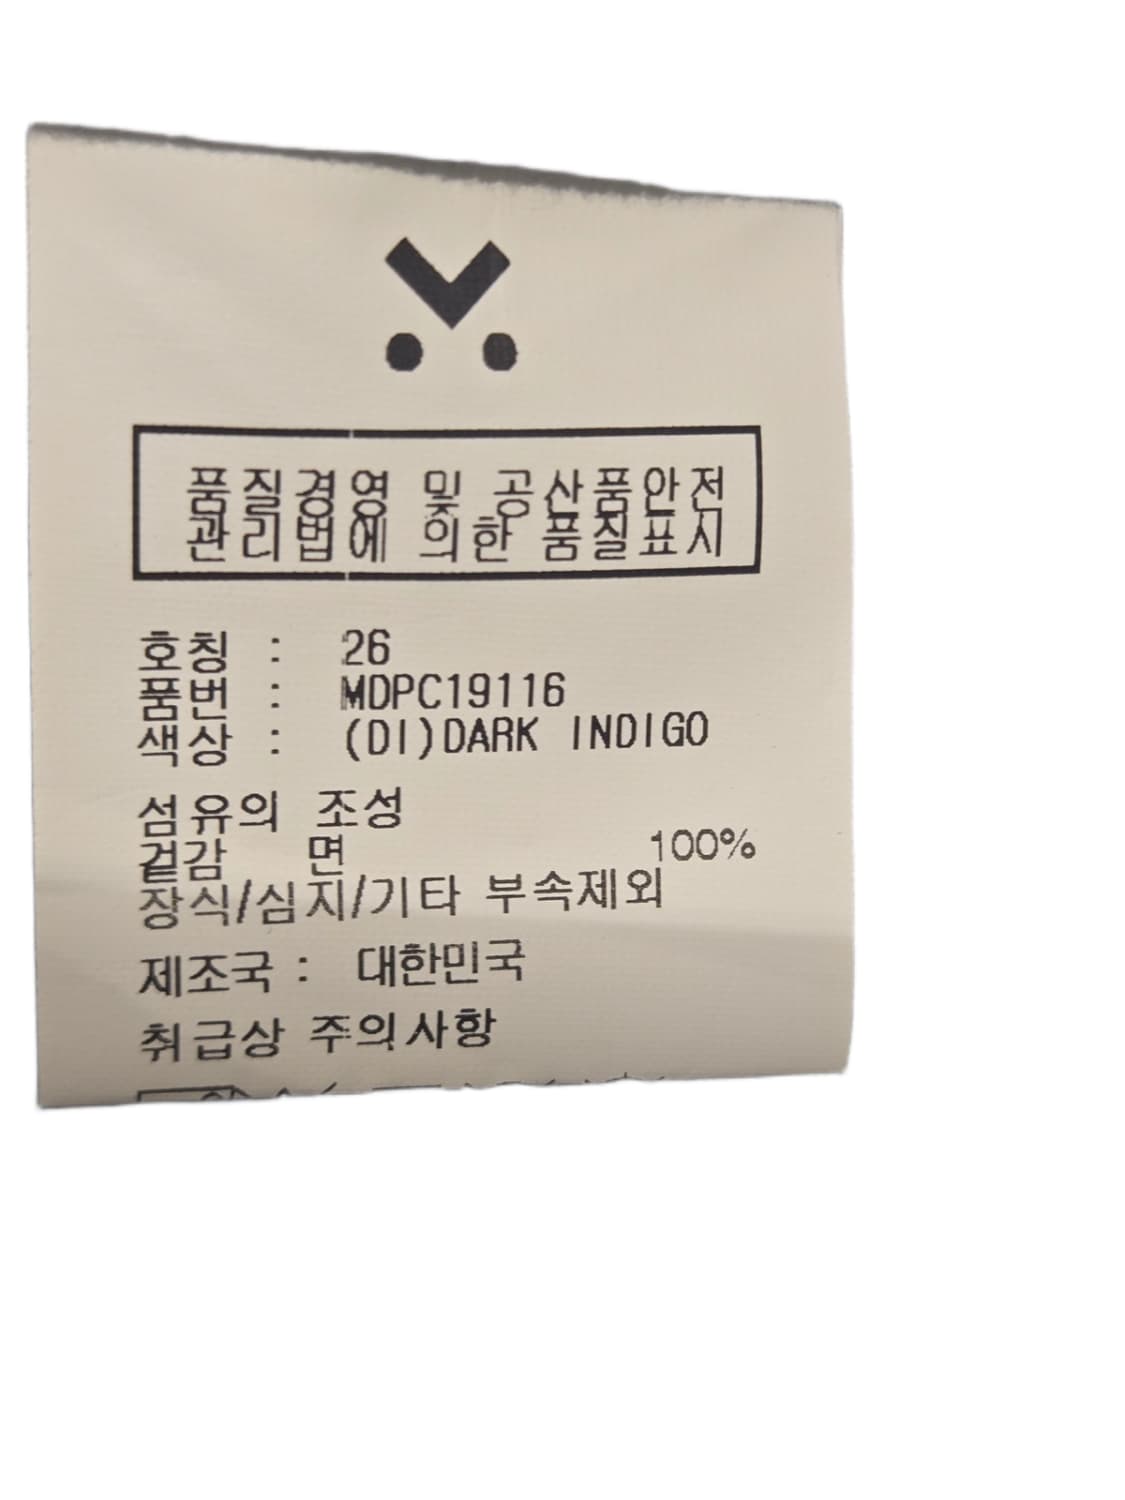 품질경영 및 공산품안전
관리법에 의한 품질표시
호칭 : 26
품번 : MDPC19116
색상 : (DI)DARK INDIGO
섬유의 조성
겉감 면 100%
장식/심지/기타 부속제외
제조국 : 대한민국
취급상 주의사항